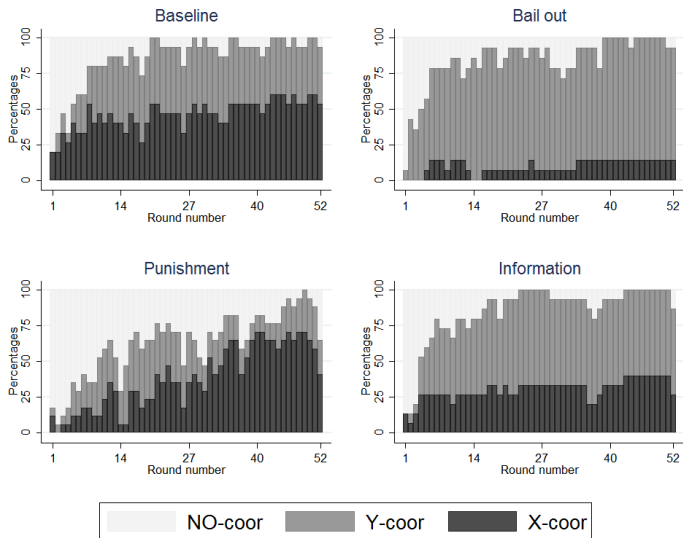 Baseline
Bail out
Percentages
0 25 50 75 100
1 14 27 40 52
Round number
Percentages
0 25 50 75 100
1 14 27 40 52
Round number
Punishment
Information
Percentages
0 25 50 75 100
1 14 27 40 52
Round number
Percentages
0 25 50 75 100
1 14 27 40 52
Round number
NO-coor Y-coor X-coor